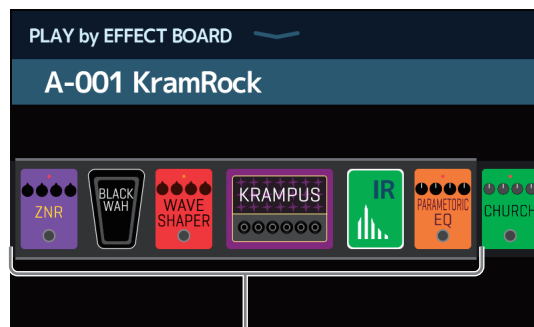 PLAY by EFFECT BOARD
A-001 KramRock
ZNR
BLACK
WAH
WAVE
SHAPER
KRAMPUS
IR
PARAMETORIC
EQ
CHURCH